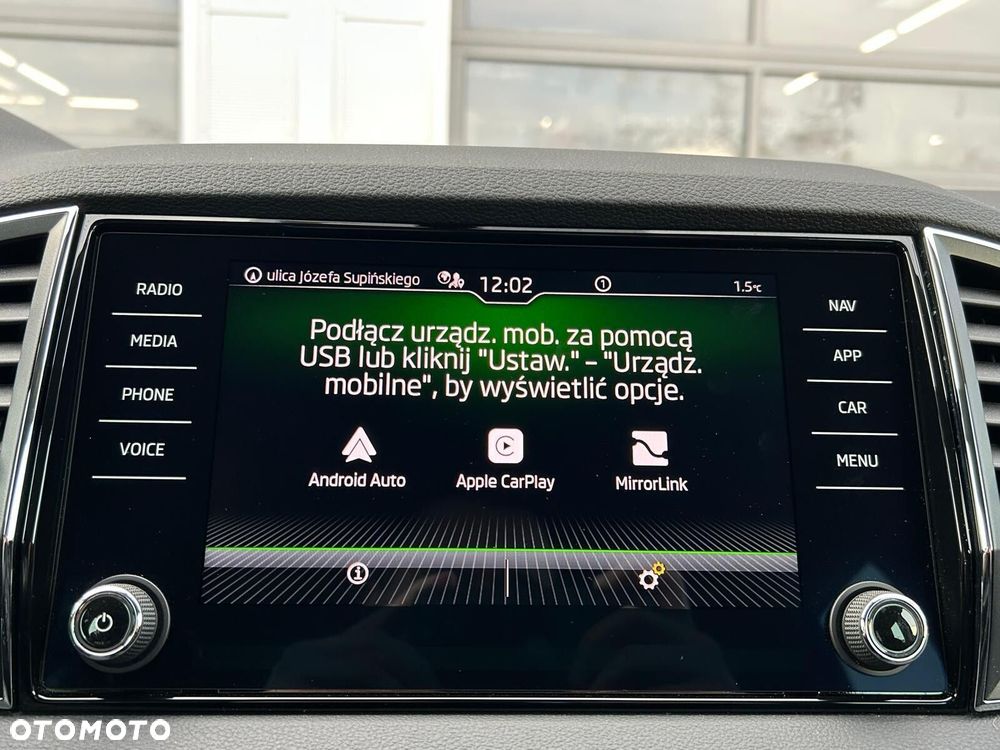 ulica Józefa Supińskiego 12:02 1 1.5°C
RADIO
MEDIA
PHONE
VOICE
Podłącz urządz. mob. za pomocą
USB lub kliknij "Ustaw." – "Urządz.
mobilne", by wyświetlić opcje.
Android Auto Apple CarPlay MirrorLink
NAV
APP
CAR
MENU
OTOMOTO